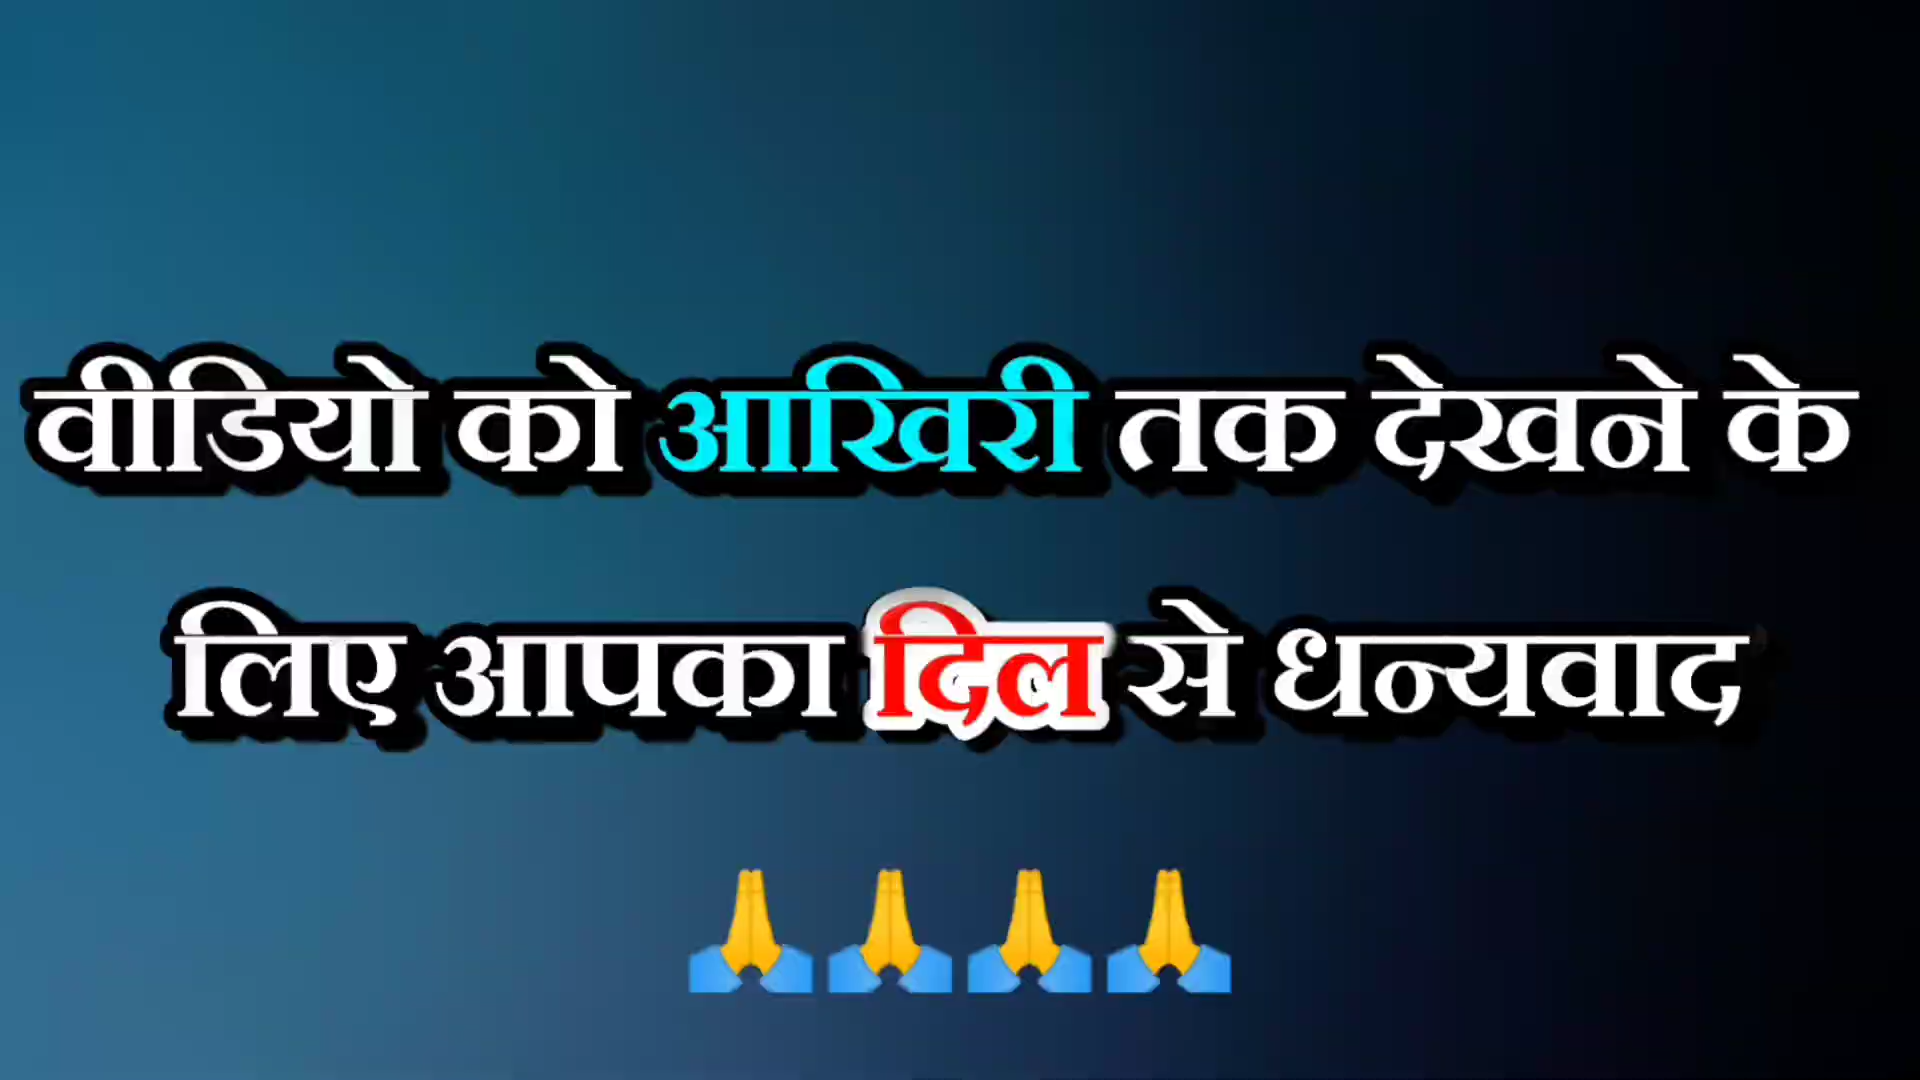 वीडियो को आखिरी तक देखने के
लिए आपका दिल से धन्यवाद
🙏🙏🙏🙏